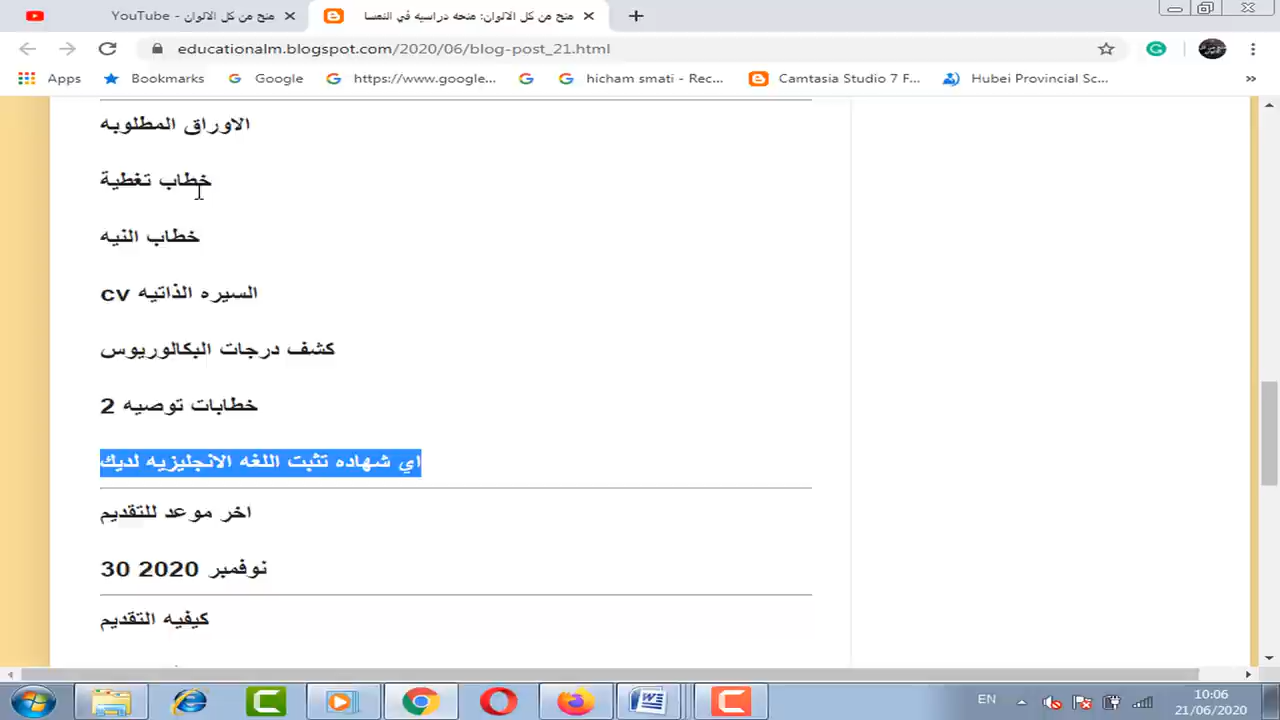 منح من كل الالوان - YouTube
منح من كل الالوان: منحه دراسيه في النمسا
educationalm.blogspot.com/2020/06/blog-post_21.html
Apps
Bookmarks
Google
https://www.google...
hicham smati - Rec...
Camtasia Studio 7 F...
Hubei Provincial Sc...
»
الاوراق المطلوبه
خطاب تغطية
خطاب النيه
السيره الذاتيه cv
كشف درجات البكالوريوس
خطابات توصيه 2
اي شهاده تثبت اللغه الانجليزيه لديك
اخر موعد للتقديم
نوفمبر 2020 30
كيفيه التقديم
EN
10:06
21/06/2020